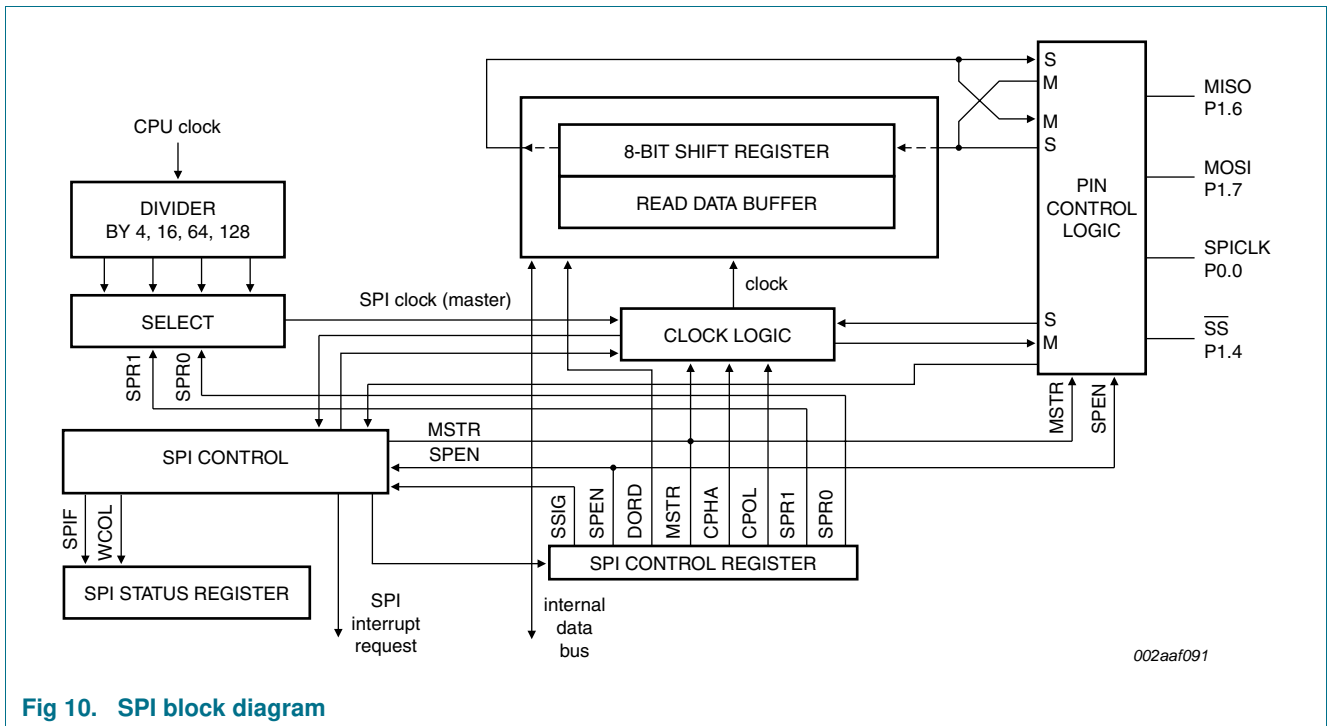 CPU clock
DIVIDER
BY 4, 16, 64, 128
SELECT
SPR1
SPR0
SPI clock (master)
8-BIT SHIFT REGISTER
READ DATA BUFFER
clock
CLOCK LOGIC
S
M
M
S
PIN
CONTROL
LOGIC
S
M
MISO
P1.6
MOSI
P1.7
SPICLK
P0.0
SS
P1.4
MSTR
SPEN
SPI CONTROL
MSTR
SPEN
SPIF
WCOL
SPI STATUS REGISTER
SSIG
SPEN
DORD
MSTR
CPHA
CPOL
SPR1
SPR0
SPI CONTROL REGISTER
SPI
interrupt
request
internal
data
bus
002aaf091
Fig 10. SPI block diagram